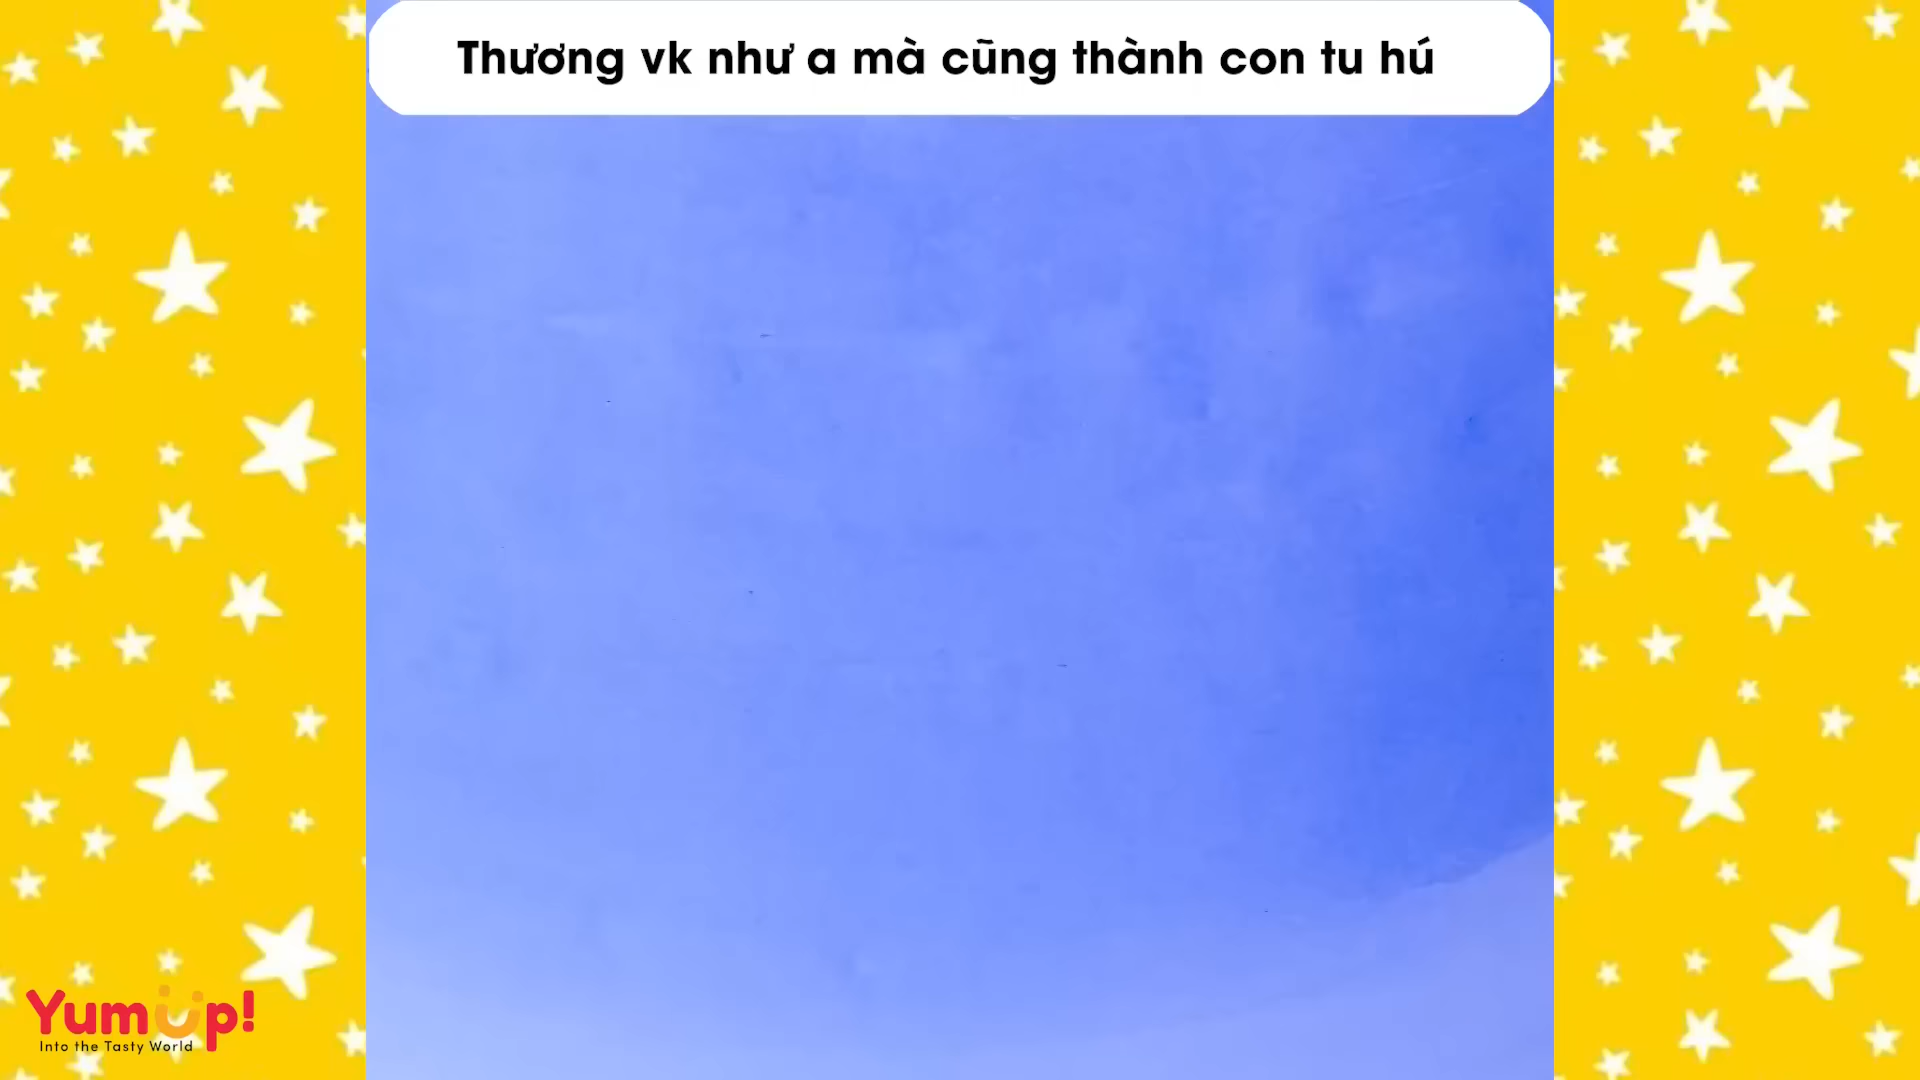 Thương vk như a mà cũng thành con tu hú
YumUp!
Into the Tasty World